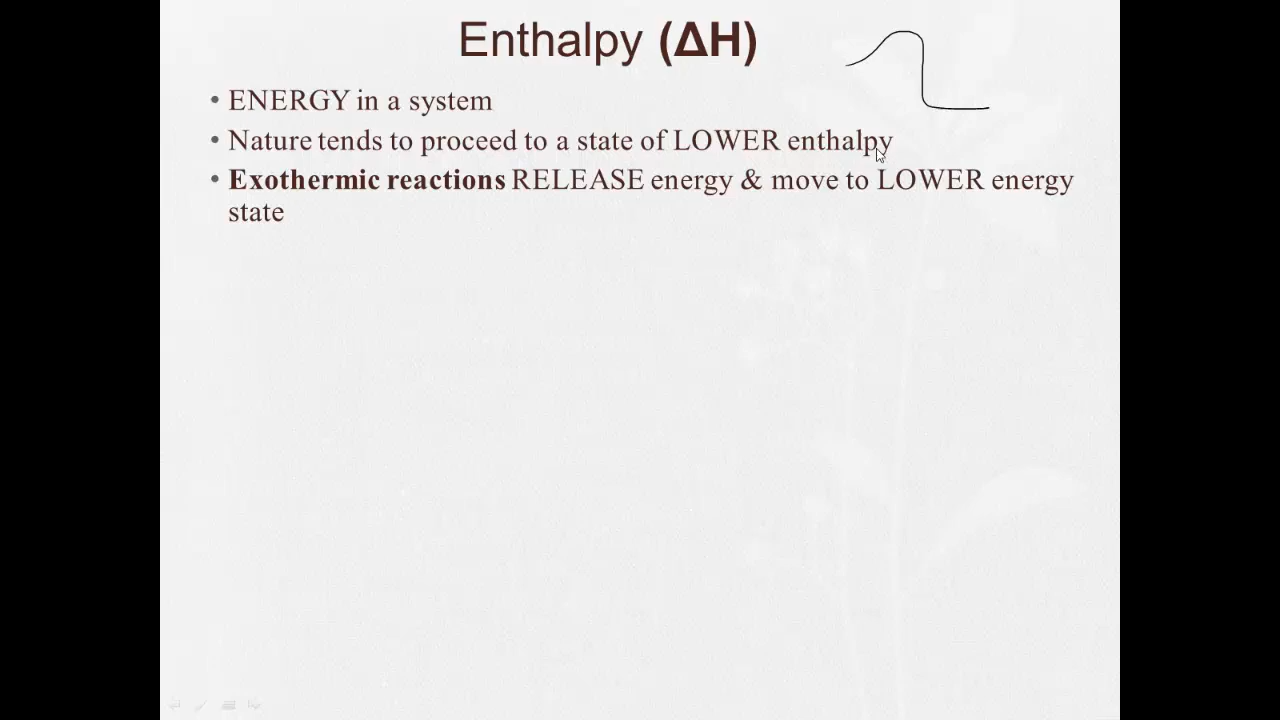 Enthalpy (ΔH)
• ENERGY in a system
• Nature tends to proceed to a state of LOWER enthalpy
• Exothermic reactions RELEASE energy & move to LOWER energy
state